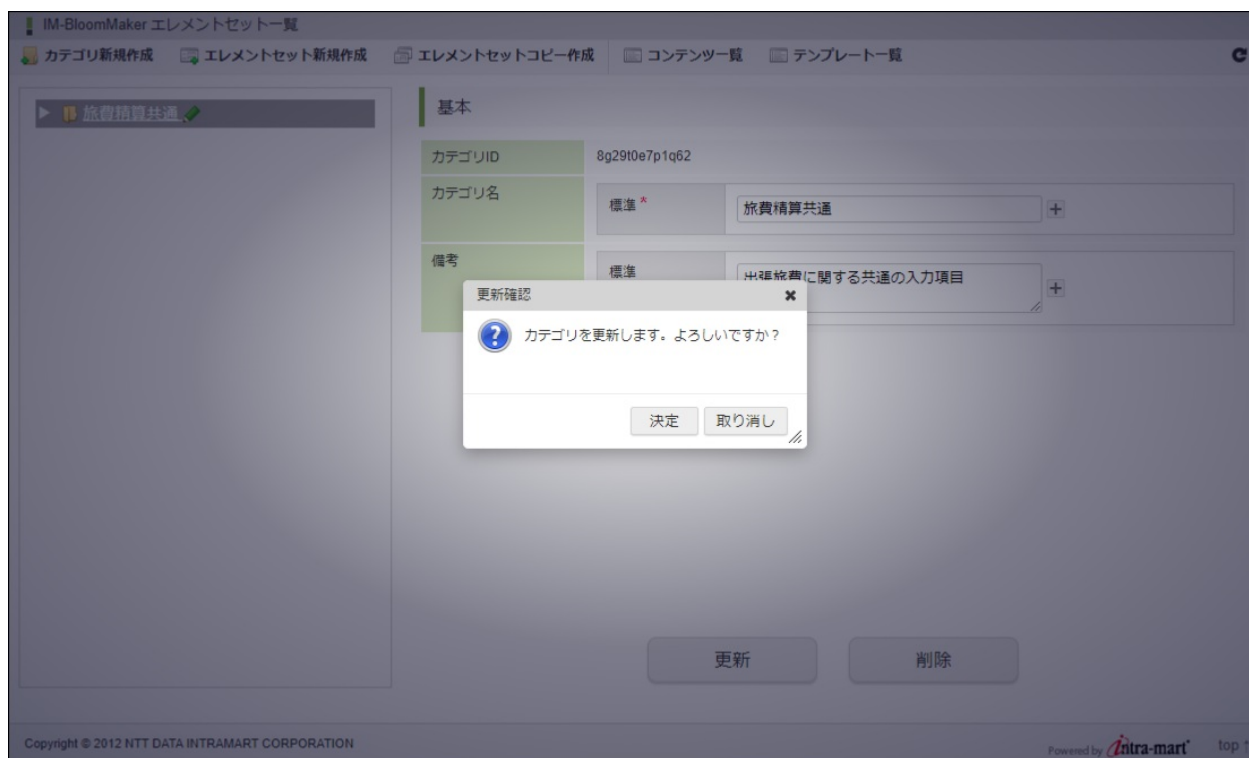 IM-BloomMaker エレメントセット一覧
カテゴリ新規作成 エレメントセット新規作成 エレメントセットコピー作成 コンテンツ一覧 テンプレート一覧
旅費精算共通
基本
カテゴリID 8g29t0e7p1q62
カテゴリ名 標準 * 旅費精算共通
備考 標準 出張旅費に関する共通の入力項目
更新確認
カテゴリを更新します。よろしいですか？
決定 取り消し
更新 削除
Copyright © 2012 NTT DATA INTRAMART CORPORATION Powered by intra-mart top ↑